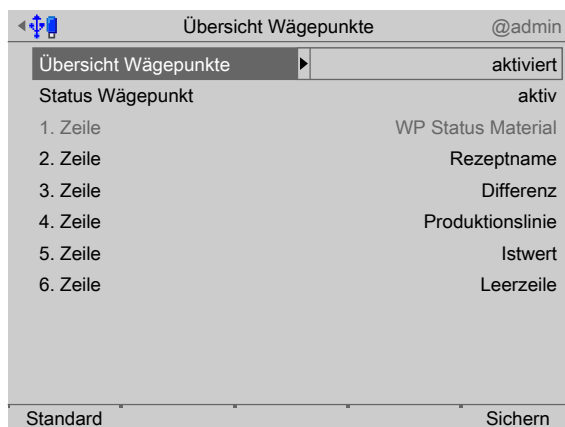 Übersicht Wägepunkte @admin
Übersicht Wägepunkte aktiviert
Status Wägepunkt aktiv
1. Zeile WP Status Material
2. Zeile Rezeptname
3. Zeile Differenz
4. Zeile Produktionslinie
5. Zeile Istwert
6. Zeile Leerzeile
Standard Sichern